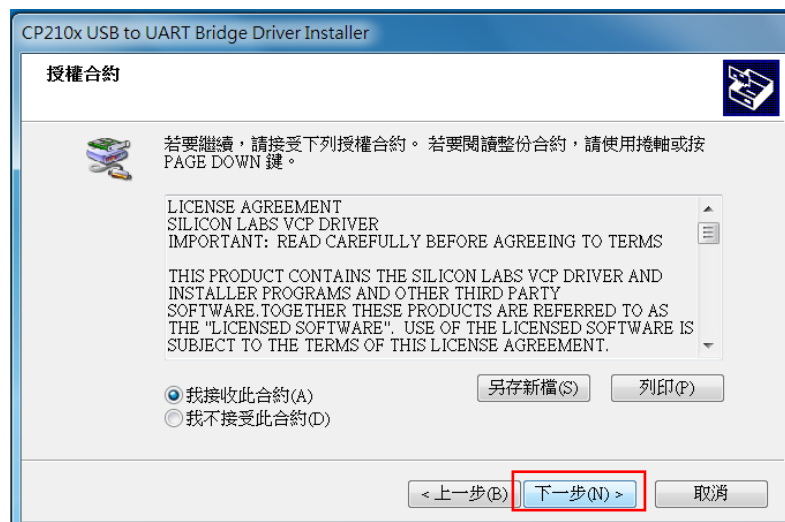 CP210x USB to UART Bridge Driver Installer
授權合約
若要繼續，請接受下列授權合約。 若要閱讀整份合約，請使用捲軸或按
PAGE DOWN 鍵。
LICENSE AGREEMENT
SILICON LABS VCP DRIVER
IMPORTANT: READ CAREFULLY BEFORE AGREEING TO TERMS
THIS PRODUCT CONTAINS THE SILICON LABS VCP DRIVER AND
INSTALLER PROGRAMS AND OTHER THIRD PARTY
SOFTWARE.TOGETHER THESE PRODUCTS ARE REFERRED TO AS
THE "LICENSED SOFTWARE". USE OF THE LICENSED SOFTWARE IS
SUBJECT TO THE TERMS OF THIS LICENSE AGREEMENT.
我接收此合約(A)
我不接受此合約(D)
另存新檔(S)
列印(P)
< 上一步(B)
下一步(N) >
取消